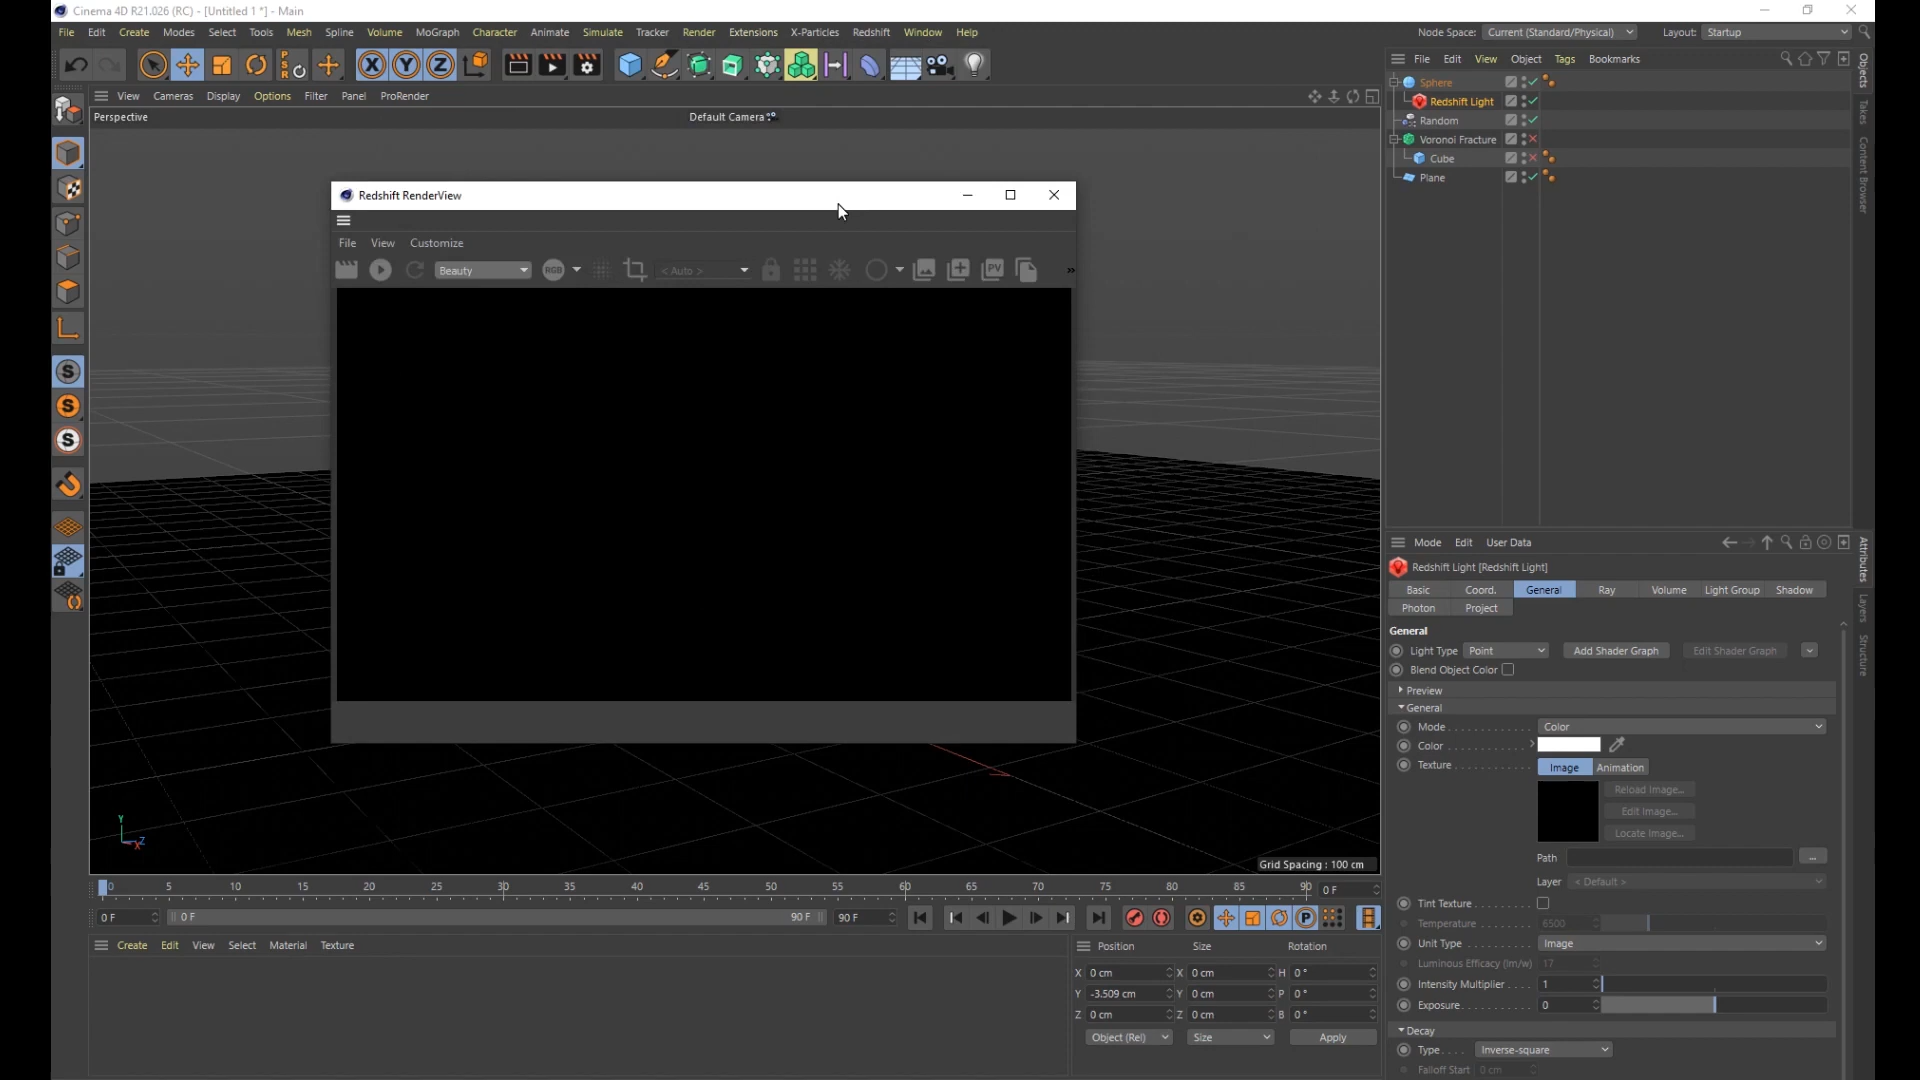 Cinema 4D R21.026 (RC) - [Untitled 1 *] - Main
File Edit Create Modes Select Tools Mesh Spline Volume MoGraph Character Animate Simulate Tracker Render Extensions X-Particles Redshift Window Help
Node Space: Current (Standard/Physical) Layout: Startup
P
S
R
X Y Z
File Edit View Object Tags Bookmarks
View Cameras Display Options Filter Panel ProRender
Perspective
Default Camera
Sphere
Redshift Light
Random
Voronoi Fracture
Cube
Plane
Objects
Takes
Content Browser
Redshift RenderView
File View Customize
Beauty
RGB
< Auto >
PV
»
S
S
S
Y
Z
X
Grid Spacing : 100 cm
Mode Edit User Data
Redshift Light [Redshift Light]
Basic Coord. General Ray Volume Light Group Shadow
Photon Project
Attributes
Layers
Structure
General
Light Type Point Add Shader Graph Edit Shader Graph
Blend Object Color
Preview
General
Mode Color
Color
Texture Image Animation
Reload Image...
Edit Image...
Locate Image...
Path ...
Layer < Default >
Tint Texture
Temperature 6500
Unit Type Image
Luminous Efficacy (lm/w) 17
Intensity Multiplier 1
Exposure 0
Decay
Type Inverse-square
Falloff Start 0 cm
0 5 10 15 20 25 30 35 40 45 50 55 60 65 70 75 80 85 90 0 F
0 F 0 F 90 F 90 F
P
Create Edit View Select Material Texture
Position Size Rotation
X 0 cm X 0 cm H 0 °
Y -3.509 cm Y 0 cm P 0 °
Z 0 cm Z 0 cm B 0 °
Object (Rel) Size Apply